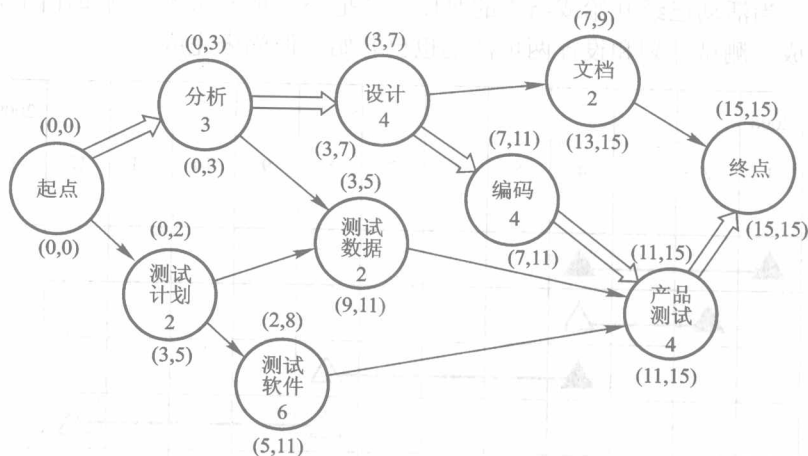 (0,0)
起点
(0,0)
(0,3)
分析
3
(0,3)
(3,7)
设计
4
(3,7)
(7,9)
文档
2
(13,15)
(15,15)
终点
(15,15)
(7,11)
编码
4
(7,11)
(3,5)
测试
数据
2
(9,11)
(0,2)
测试
计划
2
(3,5)
(2,8)
测试
软件
6
(5,11)
(11,15)
产品
测试
4
(11,15)